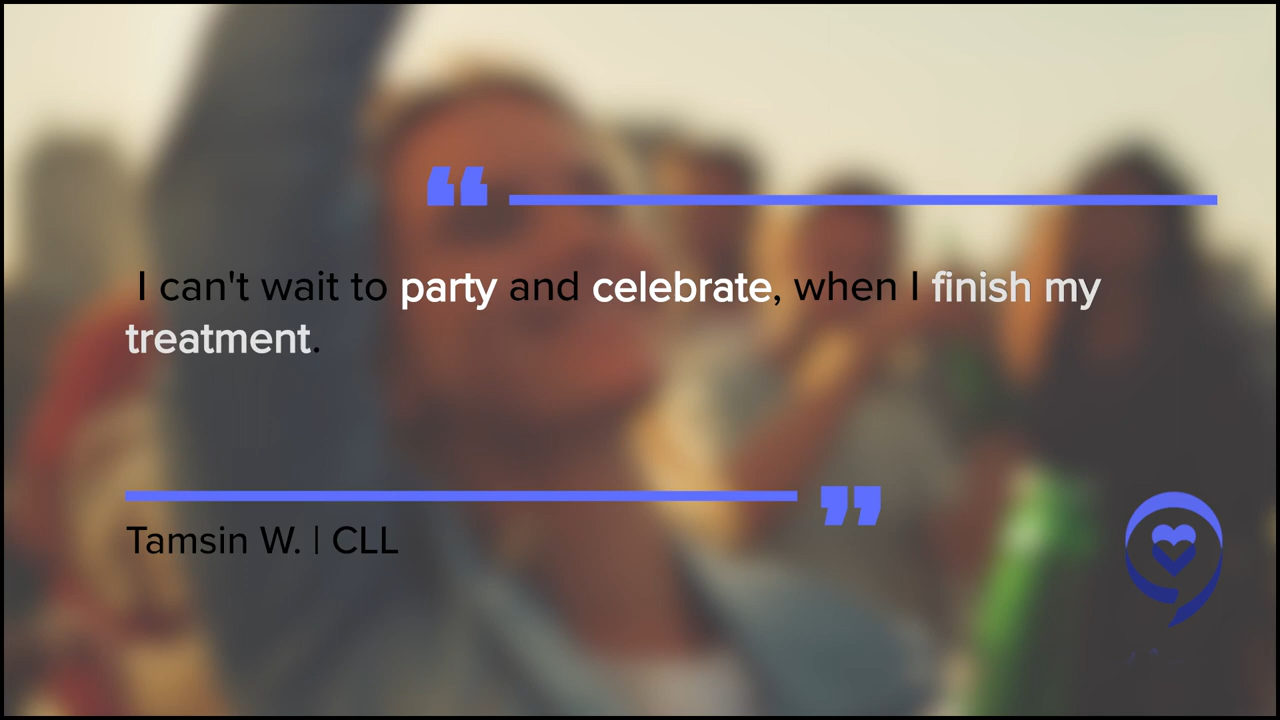 “
I can't wait to party and celebrate, when I finish my
treatment.
”
Tamsin W. | CLL